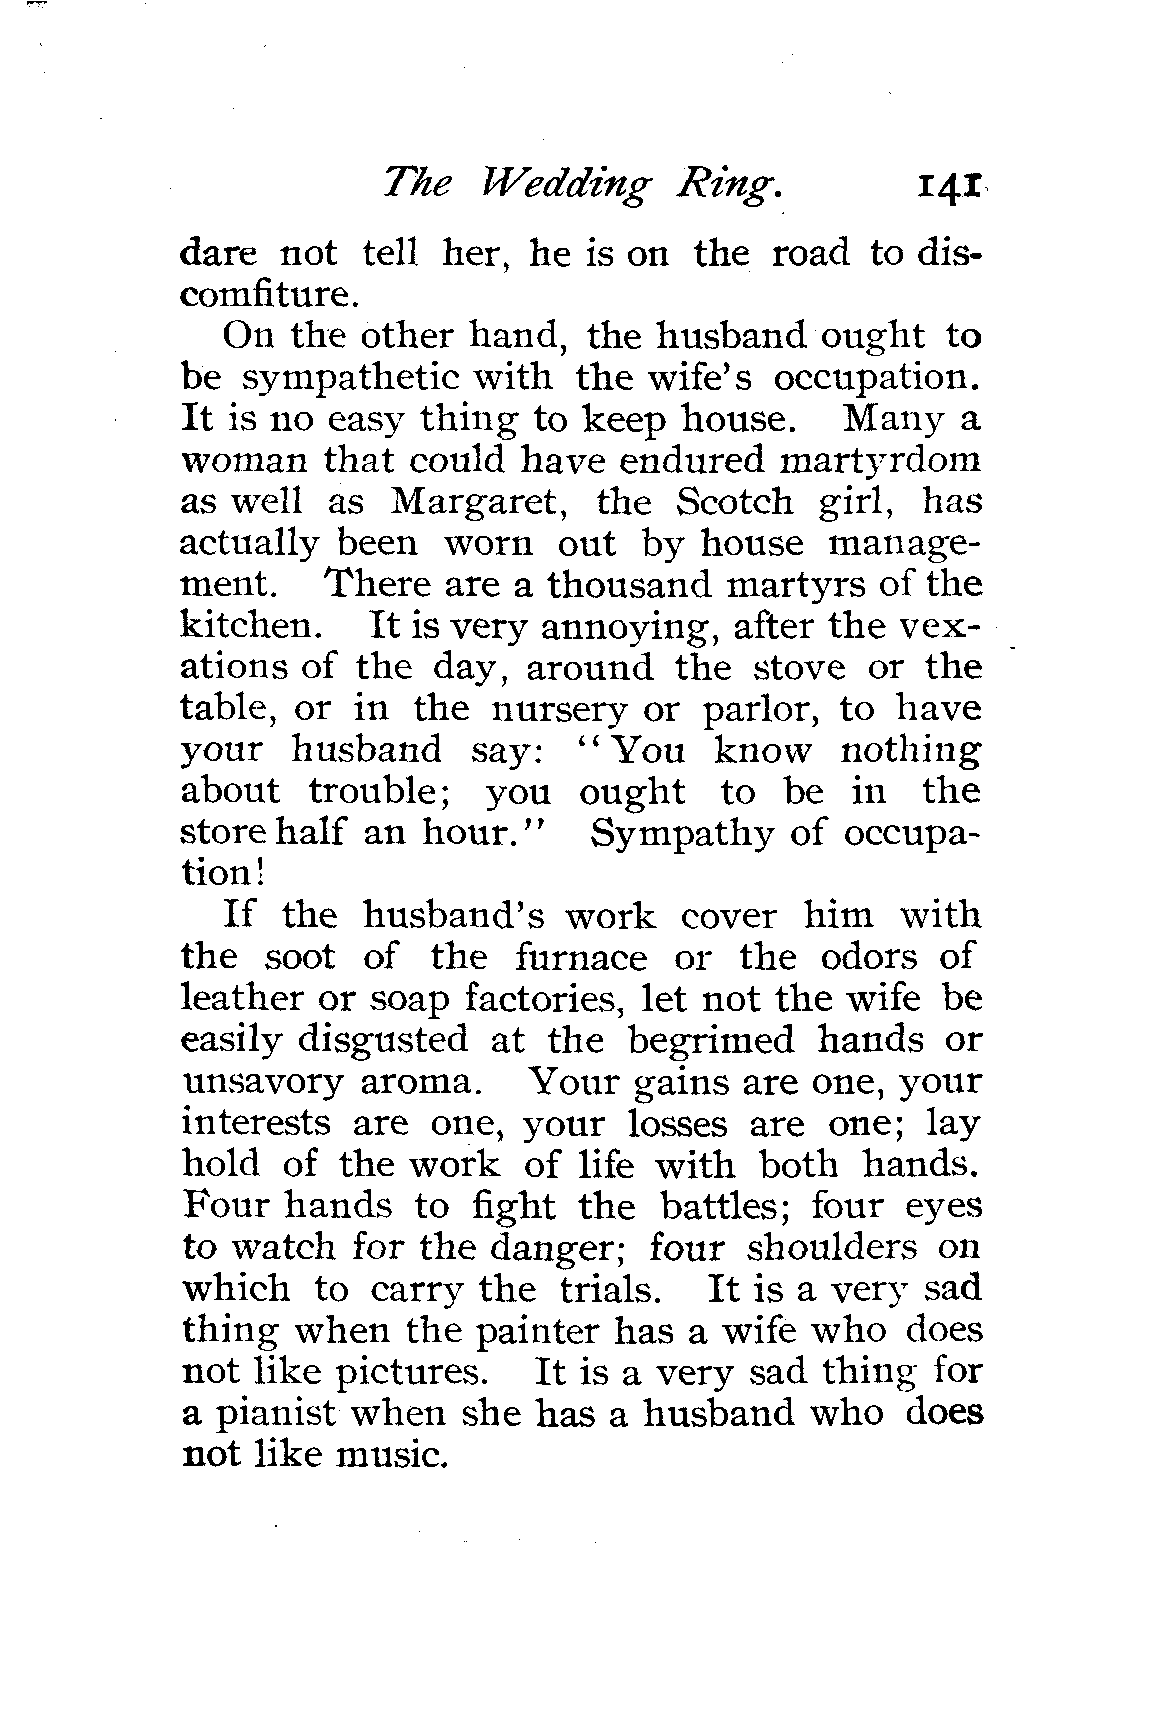 The Wedding Ring. 141
dare not tell her, he is on the road to dis-
comfiture.
On the other hand, the husband ought to
be sympathetic with the wife's occupation.
It is no easy thing to keep house. Many a
woman that could have endured martyrdom
as well as Margaret, the Scotch girl, has
actually been worn out by house manage-
ment. There are a thousand martyrs of the
kitchen. It is very annoying, after the vex-
ations of the day, around the stove or the
table, or in the nursery or parlor, to have
your husband say: "You know nothing
about trouble; you ought to be in the
store half an hour." Sympathy of occupa-
tion!
If the husband's work cover him with
the soot of the furnace or the odors of
leather or soap factories, let not the wife be
easily disgusted at the begrimed hands or
unsavory aroma. Your gains are one, your
interests are one, your losses are one; lay
hold of the work of life with both hands.
Four hands to fight the battles; four eyes
to watch for the danger; four shoulders on
which to carry the trials. It is a very sad
thing when the painter has a wife who does
not like pictures. It is a very sad thing for
a pianist when she has a husband who does
not like music.